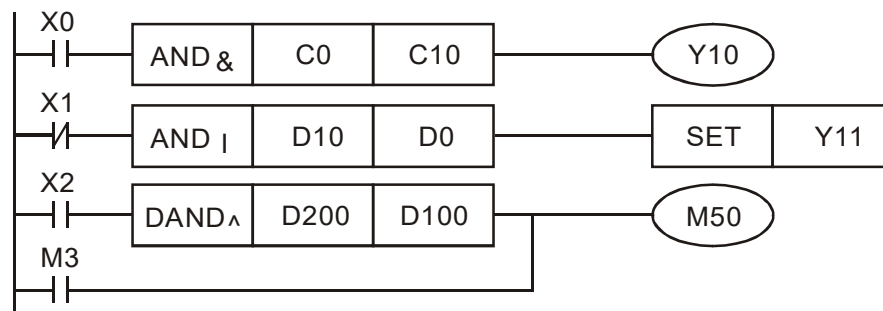 X0
AND & C0 C10 Y10
X1
AND | D10 D0 SET Y11
X2
DAND ^ D200 D100 M50
M3